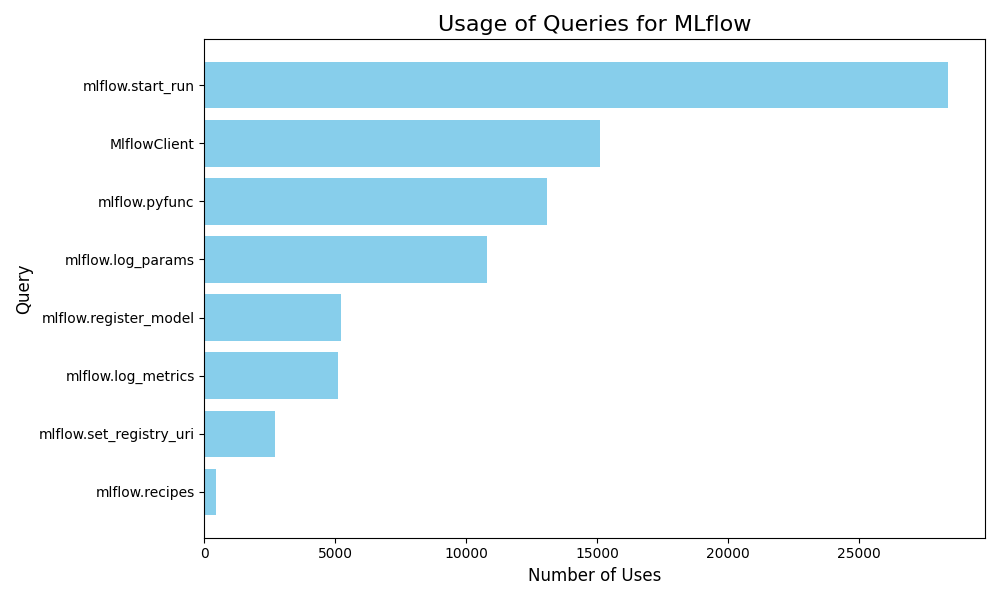 Usage of Queries for MLflow
Query
mlflow.start_run
MlflowClient
mlflow.pyfunc
mlflow.log_params
mlflow.register_model
mlflow.log_metrics
mlflow.set_registry_uri
mlflow.recipes
0 5000 10000 15000 20000 25000
Number of Uses